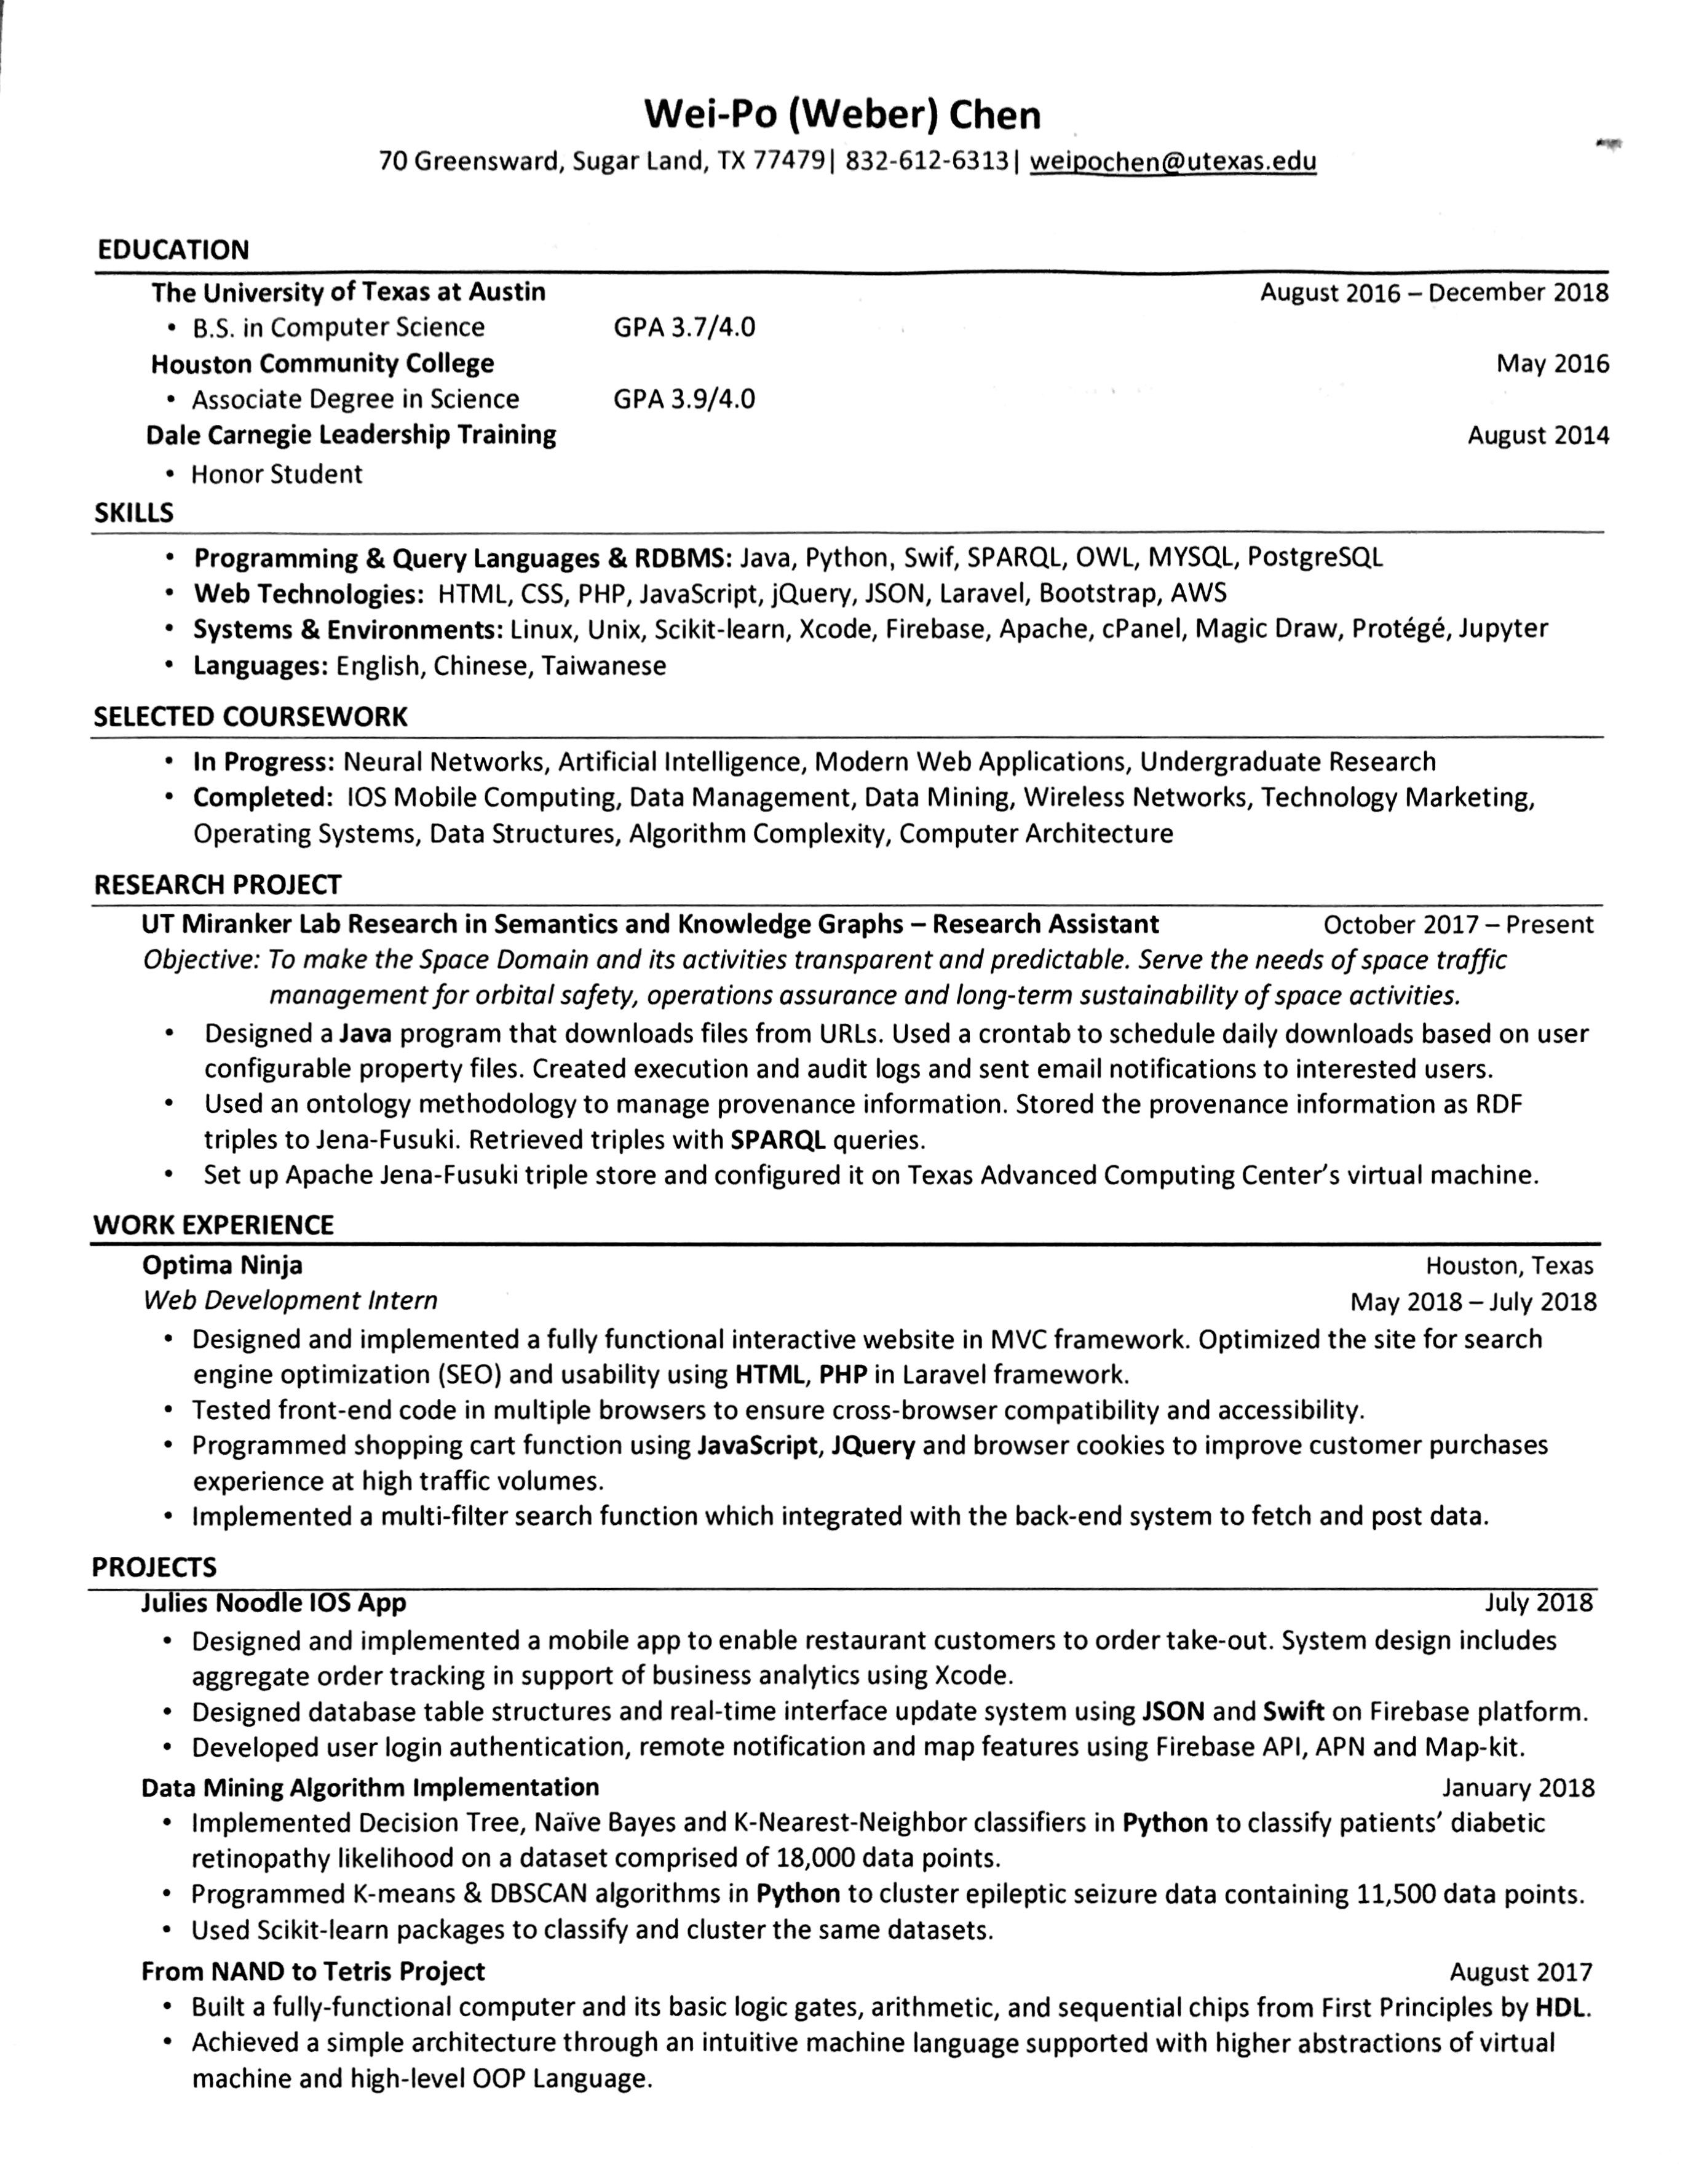 Wei-Po (Weber) Chen
70 Greensward, Sugar Land, TX 77479| 832-612-6313| weipochen@utexas.edu
EDUCATION
The University of Texas at Austin August 2016 – December 2018
• B.S. in Computer Science GPA 3.7/4.0
Houston Community College May 2016
• Associate Degree in Science GPA 3.9/4.0
Dale Carnegie Leadership Training August 2014
• Honor Student
SKILLS
• Programming & Query Languages & RDBMS: Java, Python, Swif, SPARQL, OWL, MYSQL, PostgreSQL
• Web Technologies: HTML, CSS, PHP, JavaScript, jQuery, JSON, Laravel, Bootstrap, AWS
• Systems & Environments: Linux, Unix, Scikit-learn, Xcode, Firebase, Apache, cPanel, Magic Draw, Protégé, Jupyter
• Languages: English, Chinese, Taiwanese
SELECTED COURSEWORK
• In Progress: Neural Networks, Artificial Intelligence, Modern Web Applications, Undergraduate Research
• Completed: IOS Mobile Computing, Data Management, Data Mining, Wireless Networks, Technology Marketing,
Operating Systems, Data Structures, Algorithm Complexity, Computer Architecture
RESEARCH PROJECT
UT Miranker Lab Research in Semantics and Knowledge Graphs – Research Assistant October 2017 – Present
Objective: To make the Space Domain and its activities transparent and predictable. Serve the needs of space traffic
management for orbital safety, operations assurance and long-term sustainability of space activities.
• Designed a Java program that downloads files from URLs. Used a crontab to schedule daily downloads based on user
configurable property files. Created execution and audit logs and sent email notifications to interested users.
• Used an ontology methodology to manage provenance information. Stored the provenance information as RDF
triples to Jena-Fusuki. Retrieved triples with SPARQL queries.
• Set up Apache Jena-Fusuki triple store and configured it on Texas Advanced Computing Center's virtual machine.
WORK EXPERIENCE
Optima Ninja Houston, Texas
Web Development Intern May 2018 – July 2018
• Designed and implemented a fully functional interactive website in MVC framework. Optimized the site for search
engine optimization (SEO) and usability using HTML, PHP in Laravel framework.
• Tested front-end code in multiple browsers to ensure cross-browser compatibility and accessibility.
• Programmed shopping cart function using JavaScript, JQuery and browser cookies to improve customer purchases
experience at high traffic volumes.
• Implemented a multi-filter search function which integrated with the back-end system to fetch and post data.
PROJECTS
Julies Noodle IOS App July 2018
• Designed and implemented a mobile app to enable restaurant customers to order take-out. System design includes
aggregate order tracking in support of business analytics using Xcode.
• Designed database table structures and real-time interface update system using JSON and Swift on Firebase platform.
• Developed user login authentication, remote notification and map features using Firebase API, APN and Map-kit.
Data Mining Algorithm Implementation January 2018
• Implemented Decision Tree, Naïve Bayes and K-Nearest-Neighbor classifiers in Python to classify patients' diabetic
retinopathy likelihood on a dataset comprised of 18,000 data points.
• Programmed K-means & DBSCAN algorithms in Python to cluster epileptic seizure data containing 11,500 data points.
• Used Scikit-learn packages to classify and cluster the same datasets.
From NAND to Tetris Project August 2017
• Built a fully-functional computer and its basic logic gates, arithmetic, and sequential chips from First Principles by HDL.
• Achieved a simple architecture through an intuitive machine language supported with higher abstractions of virtual
machine and high-level OOP Language.